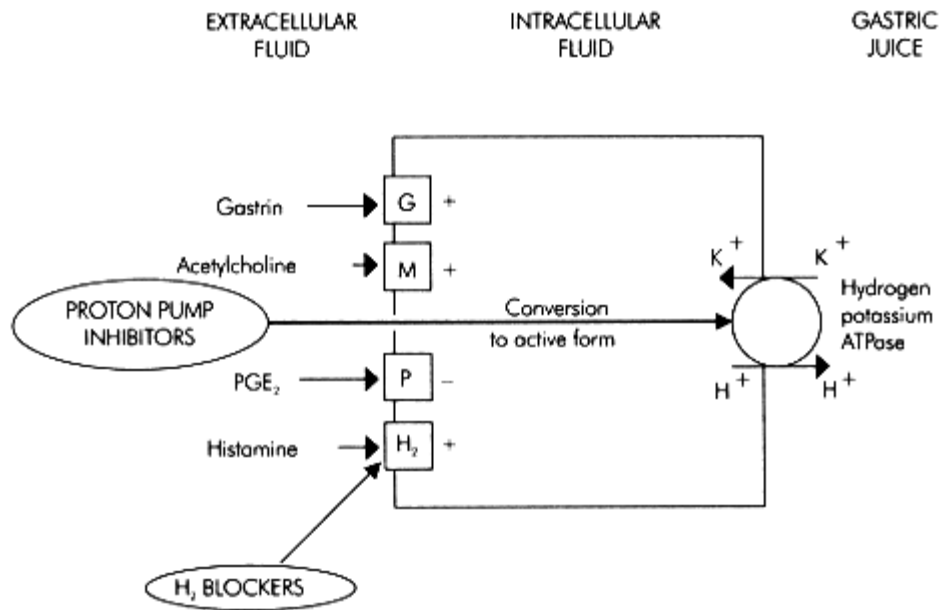 EXTRACELLULAR
FLUID
INTRACELLULAR
FLUID
GASTRIC
JUICE
Gastrin
G +
Acetylcholine
M +
PROTON PUMP
INHIBITORS
Conversion
to active form
K+ K+
Hydrogen
potassium
ATPase
H+ H+
PGE₂
P –
Histamine
H₂ +
H₂ BLOCKERS